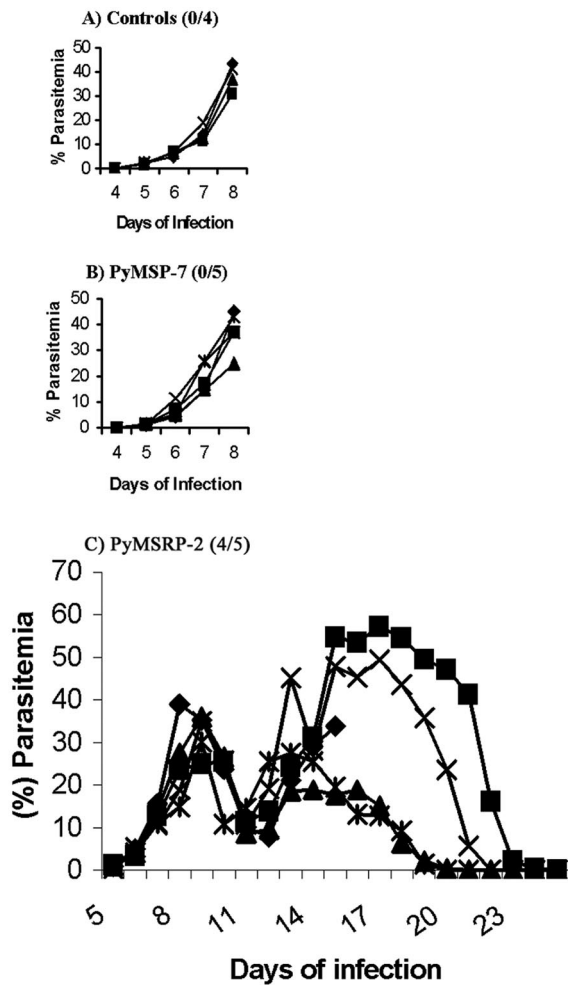 A) Controls (0/4)
% Parasitemia
50
40
30
20
10
0
4 5 6 7 8
Days of Infection
B) PyMSP-7 (0/5)
% Parasitemia
50
40
30
20
10
0
4 5 6 7 8
Days of Infection
C) PyMSRP-2 (4/5)
(%) Parasitemia
70
60
50
40
30
20
10
0
5 8 11 14 17 20 23
Days of infection